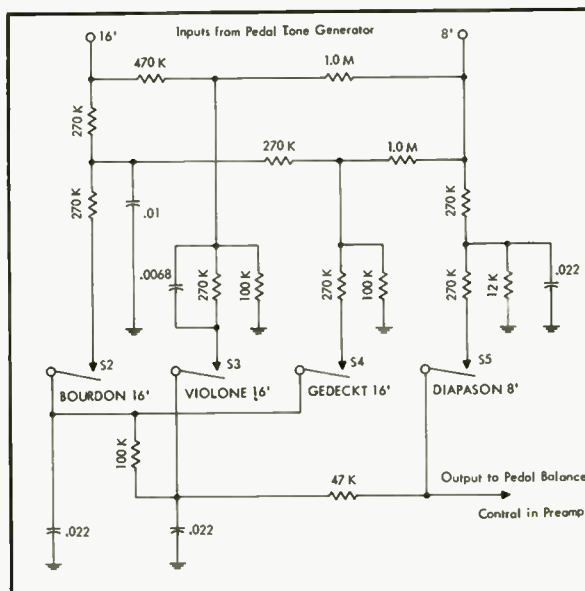 16'
Inputs from Pedal Tone Generator
8'
470 K
1.0 M
270 K
270 K
1.0 M
270 K
.01
270 K
.0068
270 K
100 K
270 K
100 K
270 K
12 K
.022
S2
S3
S4
S5
BOURDON 16'
VIOLONE 16'
GEDECKT 16'
DIAPASON 8'
100 K
47 K
Output to Pedal Balance
Control in Preamp
.022
.022